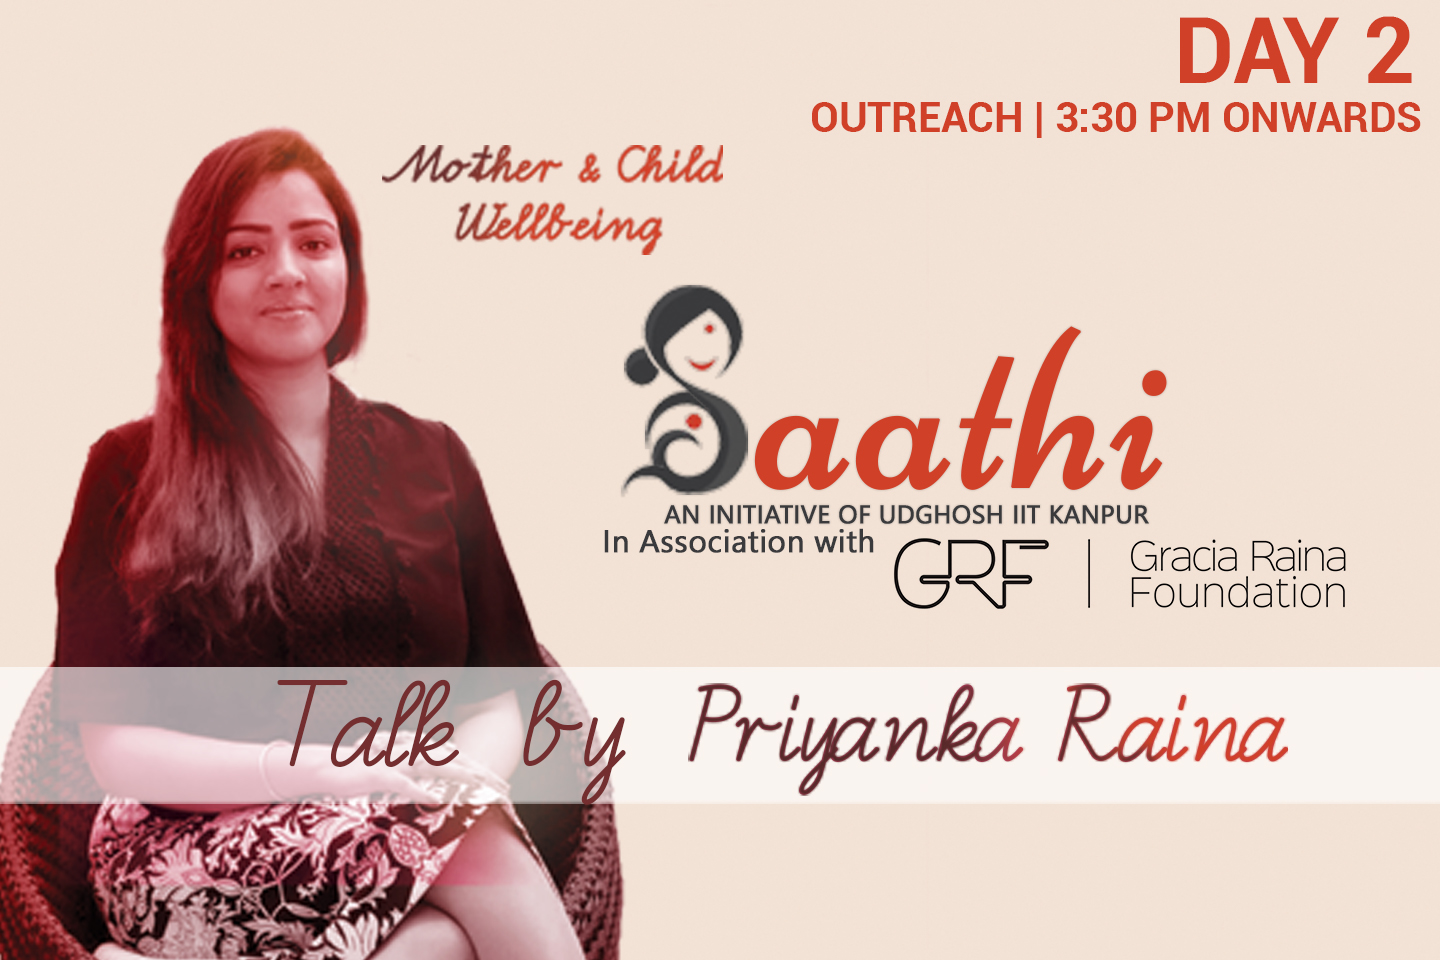 DAY 2
OUTREACH | 3:30 PM ONWARDS
Mother & Child
Wellbeing
Saathi
AN INITIATIVE OF UDGHOSH IIT KANPUR
In Association with
GRF | Gracia Raina
Foundation
Talk by Priyanka Raina